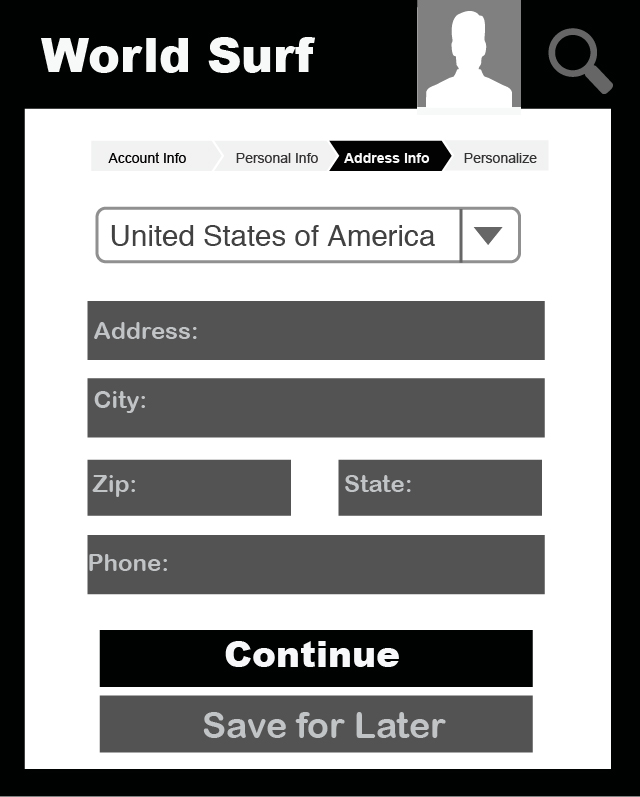 World Surf
Account Info Personal Info Address Info Personalize
United States of America
Address:
City:
Zip: State:
Phone:
Continue
Save for Later